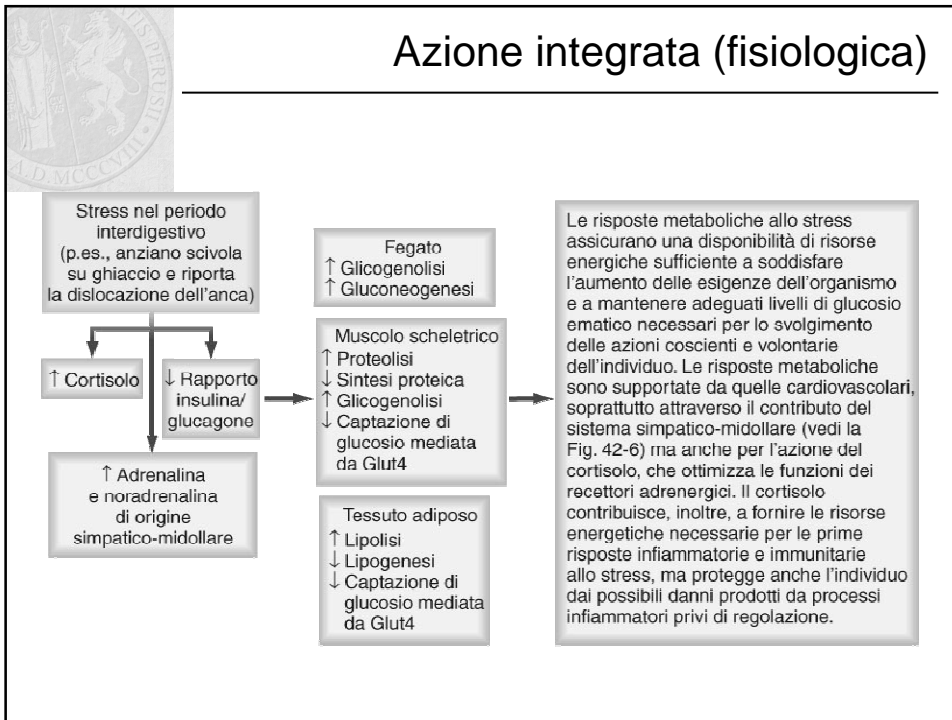 Azione integrata (fisiologica)
A.D. MCCCVIII
Stress nel periodo
interdigestivo
(p.es., anziano scivola
su ghiaccio e riporta
la dislocazione dell'anca)
↑ Cortisolo
↓ Rapporto
insulina/
glucagone
↑ Adrenalina
e noradrenalina
di origine
simpatico-midollare
Fegato
↑ Glicogenolisi
↑ Gluconeogenesi
Muscolo scheletrico
↑ Proteolisi
↓ Sintesi proteica
↑ Glicogenolisi
↓ Captazione di
glucosio mediata
da Glut4
Tessuto adiposo
↑ Lipolisi
↓ Lipogenesi
↓ Captazione di
glucosio mediata
da Glut4
Le risposte metaboliche allo stress
assicurano una disponibilità di risorse
energiche sufficiente a soddisfare
l'aumento delle esigenze dell'organismo
e a mantenere adeguati livelli di glucosio
ematico necessari per lo svolgimento
delle azioni coscienti e volontarie
dell'individuo. Le risposte metaboliche
sono supportate da quelle cardiovascolari,
soprattutto attraverso il contributo del
sistema simpatico-midollare (vedi la
Fig. 42-6) ma anche per l'azione del
cortisolo, che ottimizza le funzioni dei
recettori adrenergici. Il cortisolo
contribuisce, inoltre, a fornire le risorse
energetiche necessarie per le prime
risposte infiammatorie e immunitarie
allo stress, ma protegge anche l'individuo
dai possibili danni prodotti da processi
infiammatori privi di regolazione.